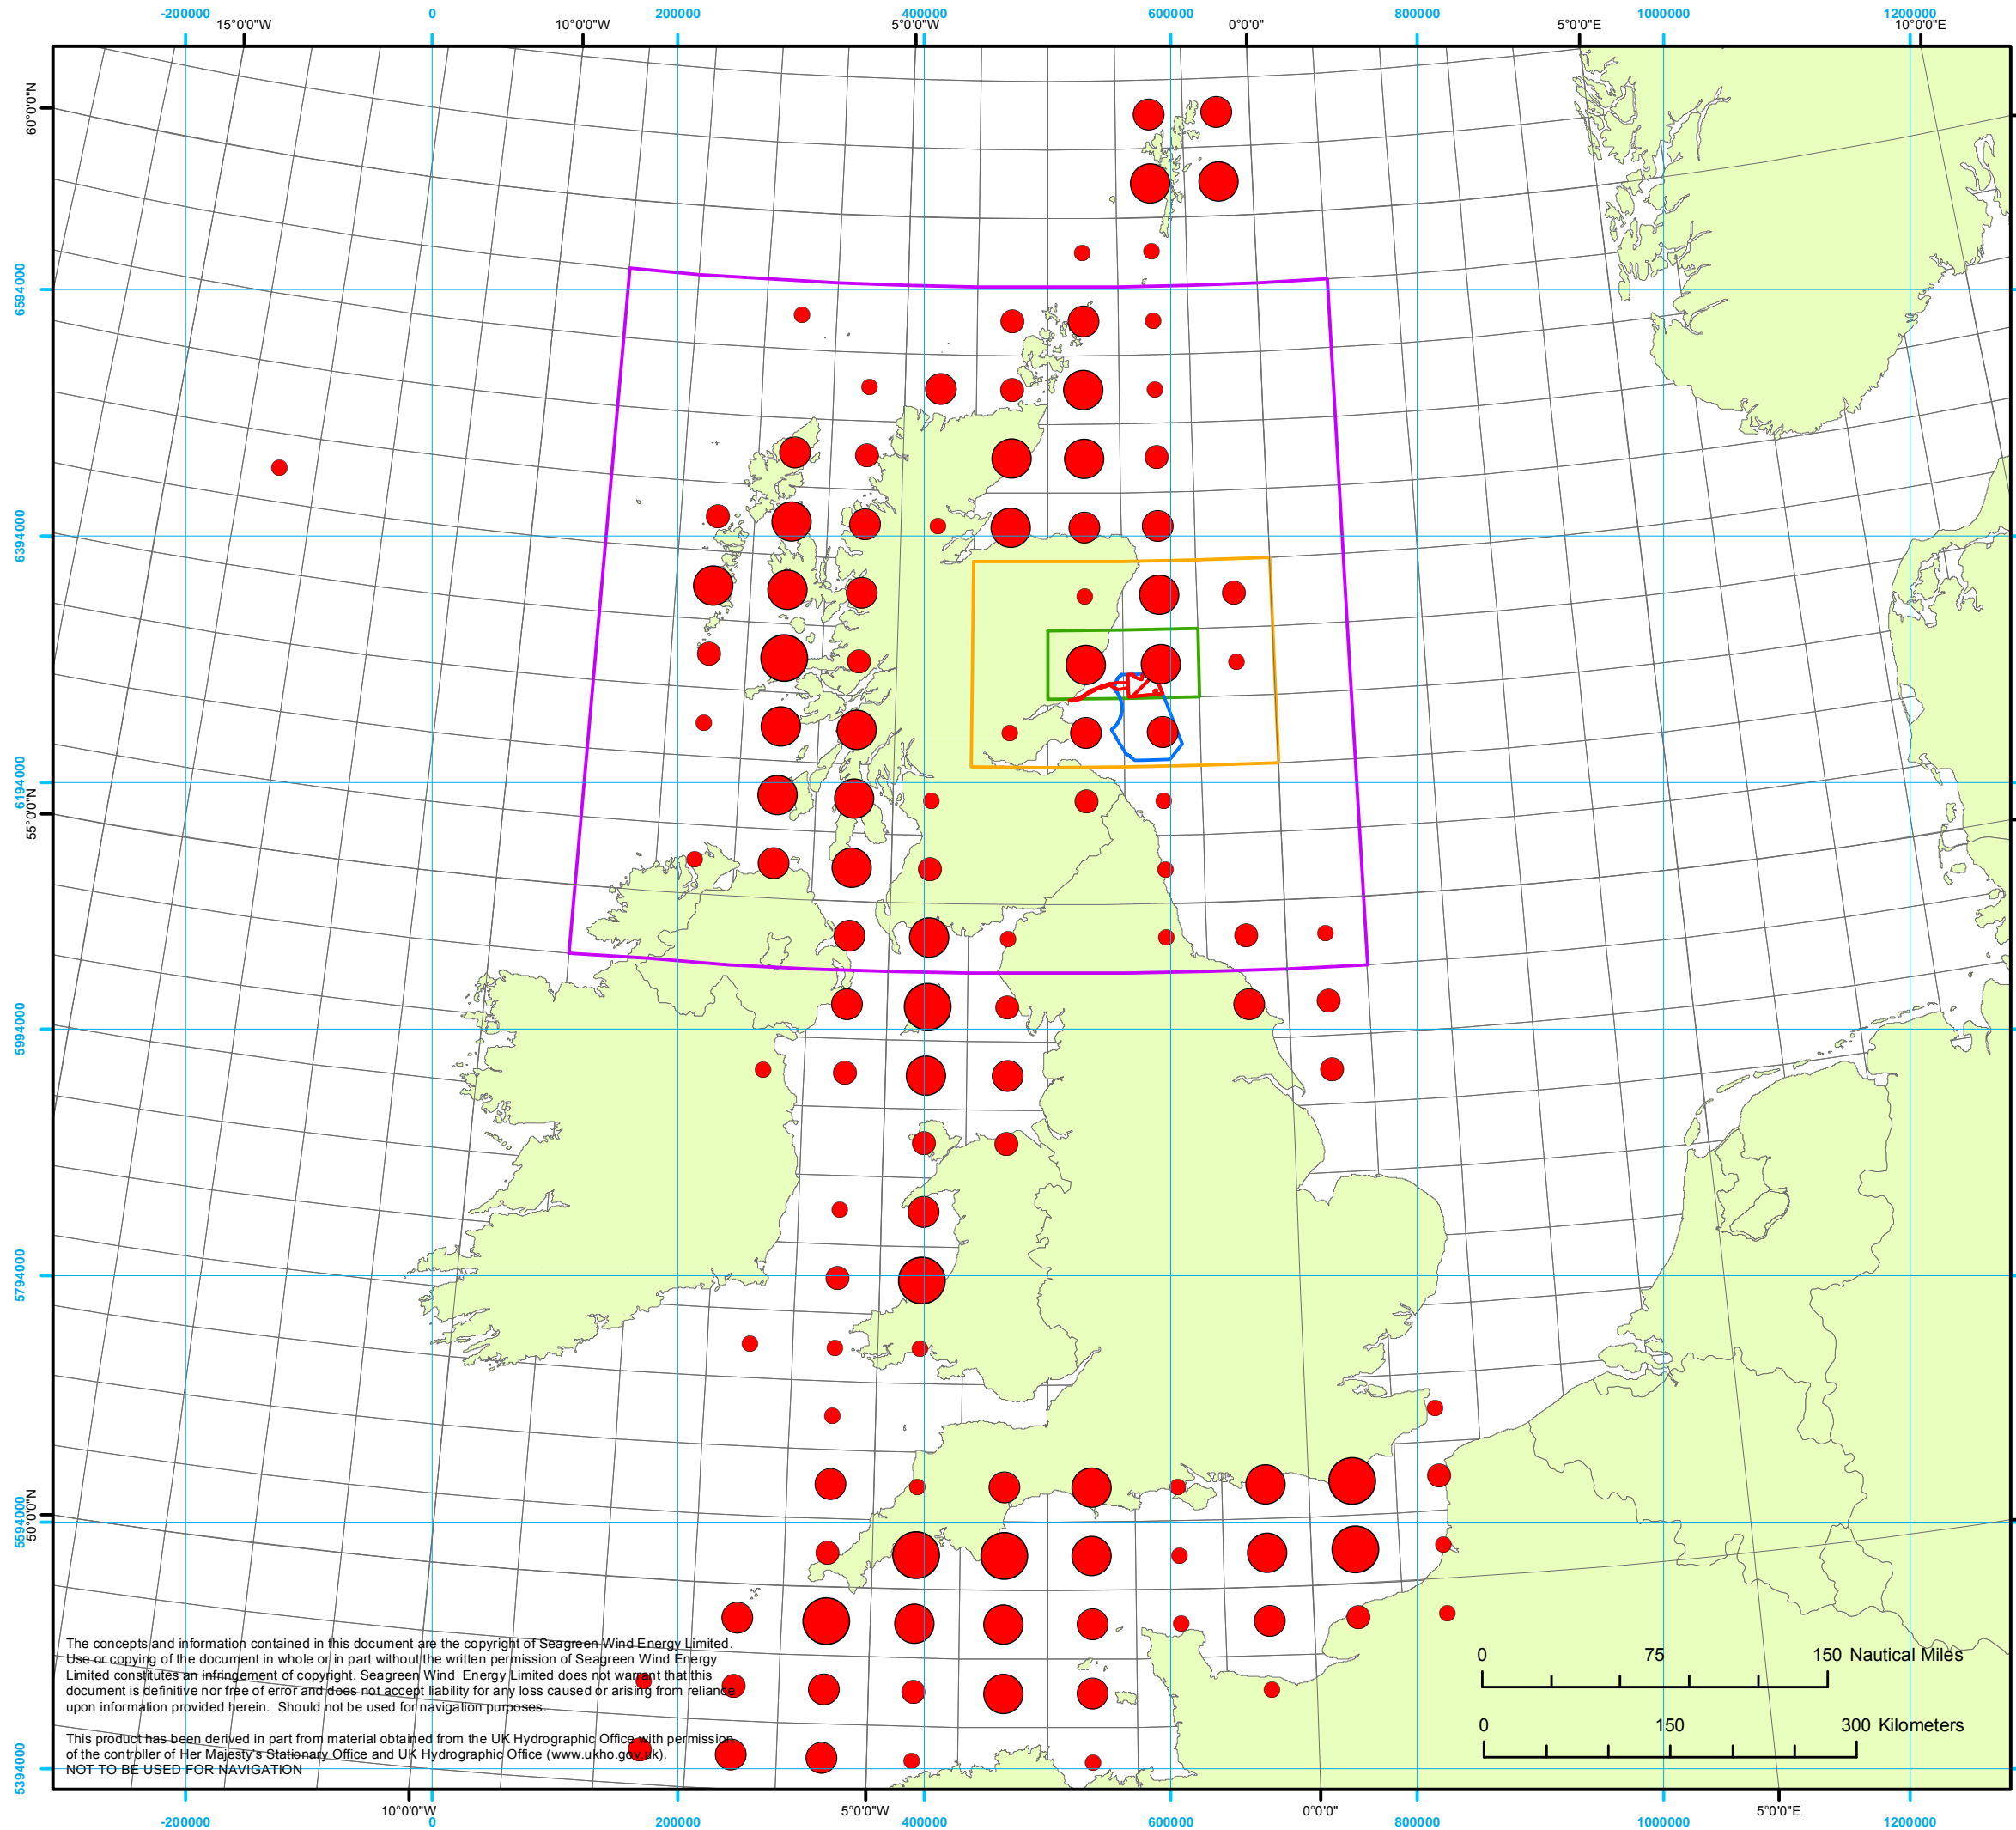 -200000 0 200000 400000 600000 800000 1000000 1200000
15°0'0"W 10°0'0"W 5°0'0"W 0°0'0" 5°0'0"E 10°0'0"E
60°0'0"N
6594000
6394000
6194000
55°0'0"N
5994000
5794000
5594000
50°0'0"N
5394000
The concepts and information contained in this document are the copyright of Seagreen Wind Energy Limited.
Use or copying of the document in whole or in part without the written permission of Seagreen Wind Energy
Limited constitutes an infringement of copyright. Seagreen Wind Energy Limited does not warrant that this
document is definitive nor free of error and does not accept liability for any loss caused or arising from reliance
upon information provided herein. Should not be used for navigation purposes.
This product has been derived in part from material obtained from the UK Hydrographic Office with permission
of the controller of Her Majesty's Stationary Office and UK Hydrographic Office (www.ukho.gov.uk).
NOT TO BE USED FOR NAVIGATION
0 75 150 Nautical Miles
0 150 300 Kilometers
10°0'0"W 5°0'0"W 0°0'0" 5°0'0"E
-200000 0 200000 400000 600000 800000 1000000 1200000